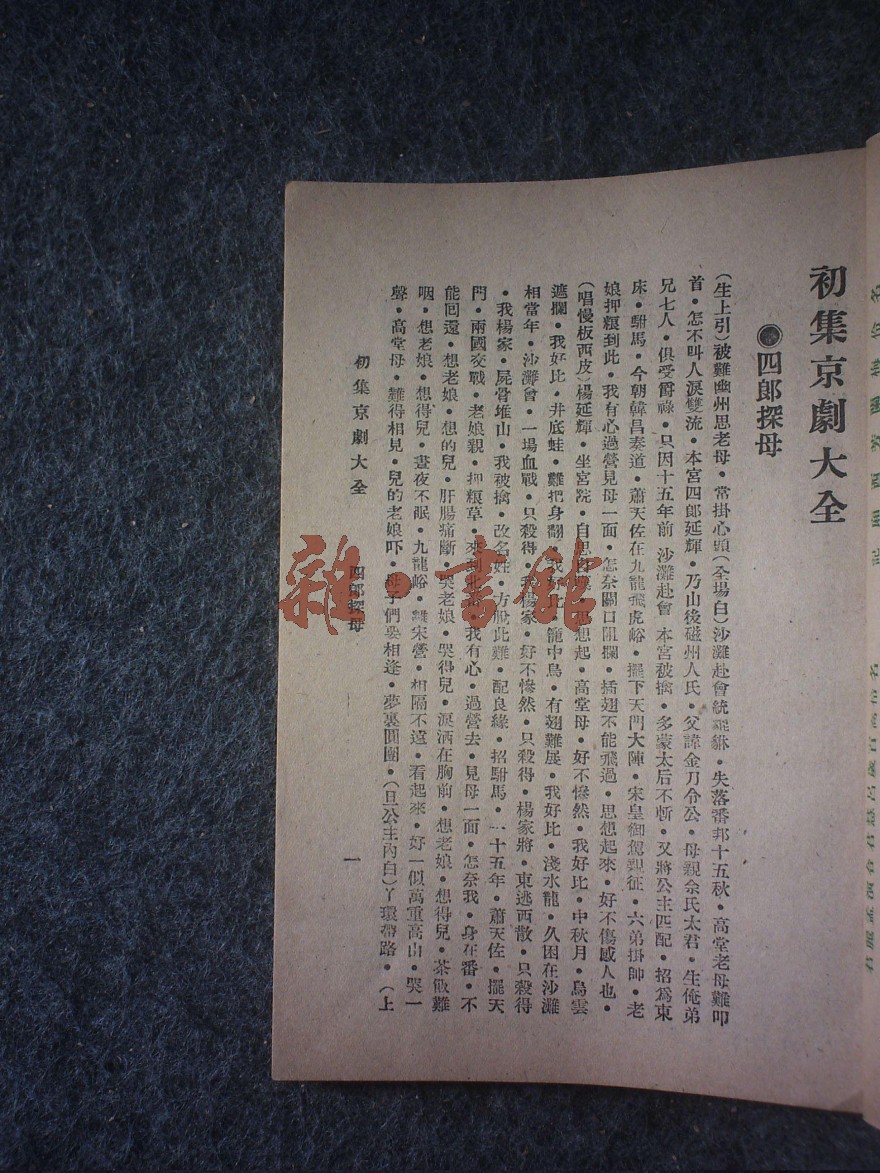 初集京劇大全
●四郎探母
(生上引)被難幽州思老母・常掛心頭(全場白)沙灘赴會統貔貅・失落番邦十五秋・高堂老母難叩
首・怎不叫人淚雙流・本宮四郎延輝・乃山後磁州人氏・父諱金刀令公・母親佘氏太君・生俺弟
兄七人・俱受爵祿・只因十五年前 沙灘赴會 本宮被擒・多蒙太后不斬・又將公主匹配・招爲東
床・駙馬・今朝韓昌奏道・蕭天佐在九龍飛虎峪・擺下天門大陣・宋皇御駕親征・六弟掛帥・老
娘押糧到此・我有心過營見母一面・怎奈關口阻攔・插翅不能飛過・思想起來・好不傷感人也・
(唱慢板西皮)楊延輝・坐宮院・自思 想起・高堂母・好不慘然・我好比・中秋月・烏雲
遮攔・我好比・井底蛙・難把身翻・我好比・籠中鳥・有翅難展・我好比・淺水龍・久困在沙灘
相當年・沙灘會・一場血戰・只殺得・我楊家・好不慘然・只殺得・楊家將・東逃西散・只殺得
・我楊家・屍骨堆山・我被擒・改名姓・方脫此難・配良緣・招駙馬・一十五年・蕭天佐・擺天
門・兩國交戰・老娘親・押糧草・來到此 ・我有心・過營去・見母一面・怎奈我・身在番・不
能回還・想老娘・想的兒・肝腸痛斷・哭老娘・哭得兒・淚洒在胸前・想老娘・想得兒・茶飯難
咽・想老娘・想得兒・晝夜不眠・九龍峪・離宋營・相隔不遠・看起來・好一似萬重高山・哭一
聲・高堂母・難得相見・兒的老娘吓・母子們要相逢・夢裏團圓・(旦公主內白)丫環帶路・(上
初集京劇大全 四郎探母 一
雜・書館